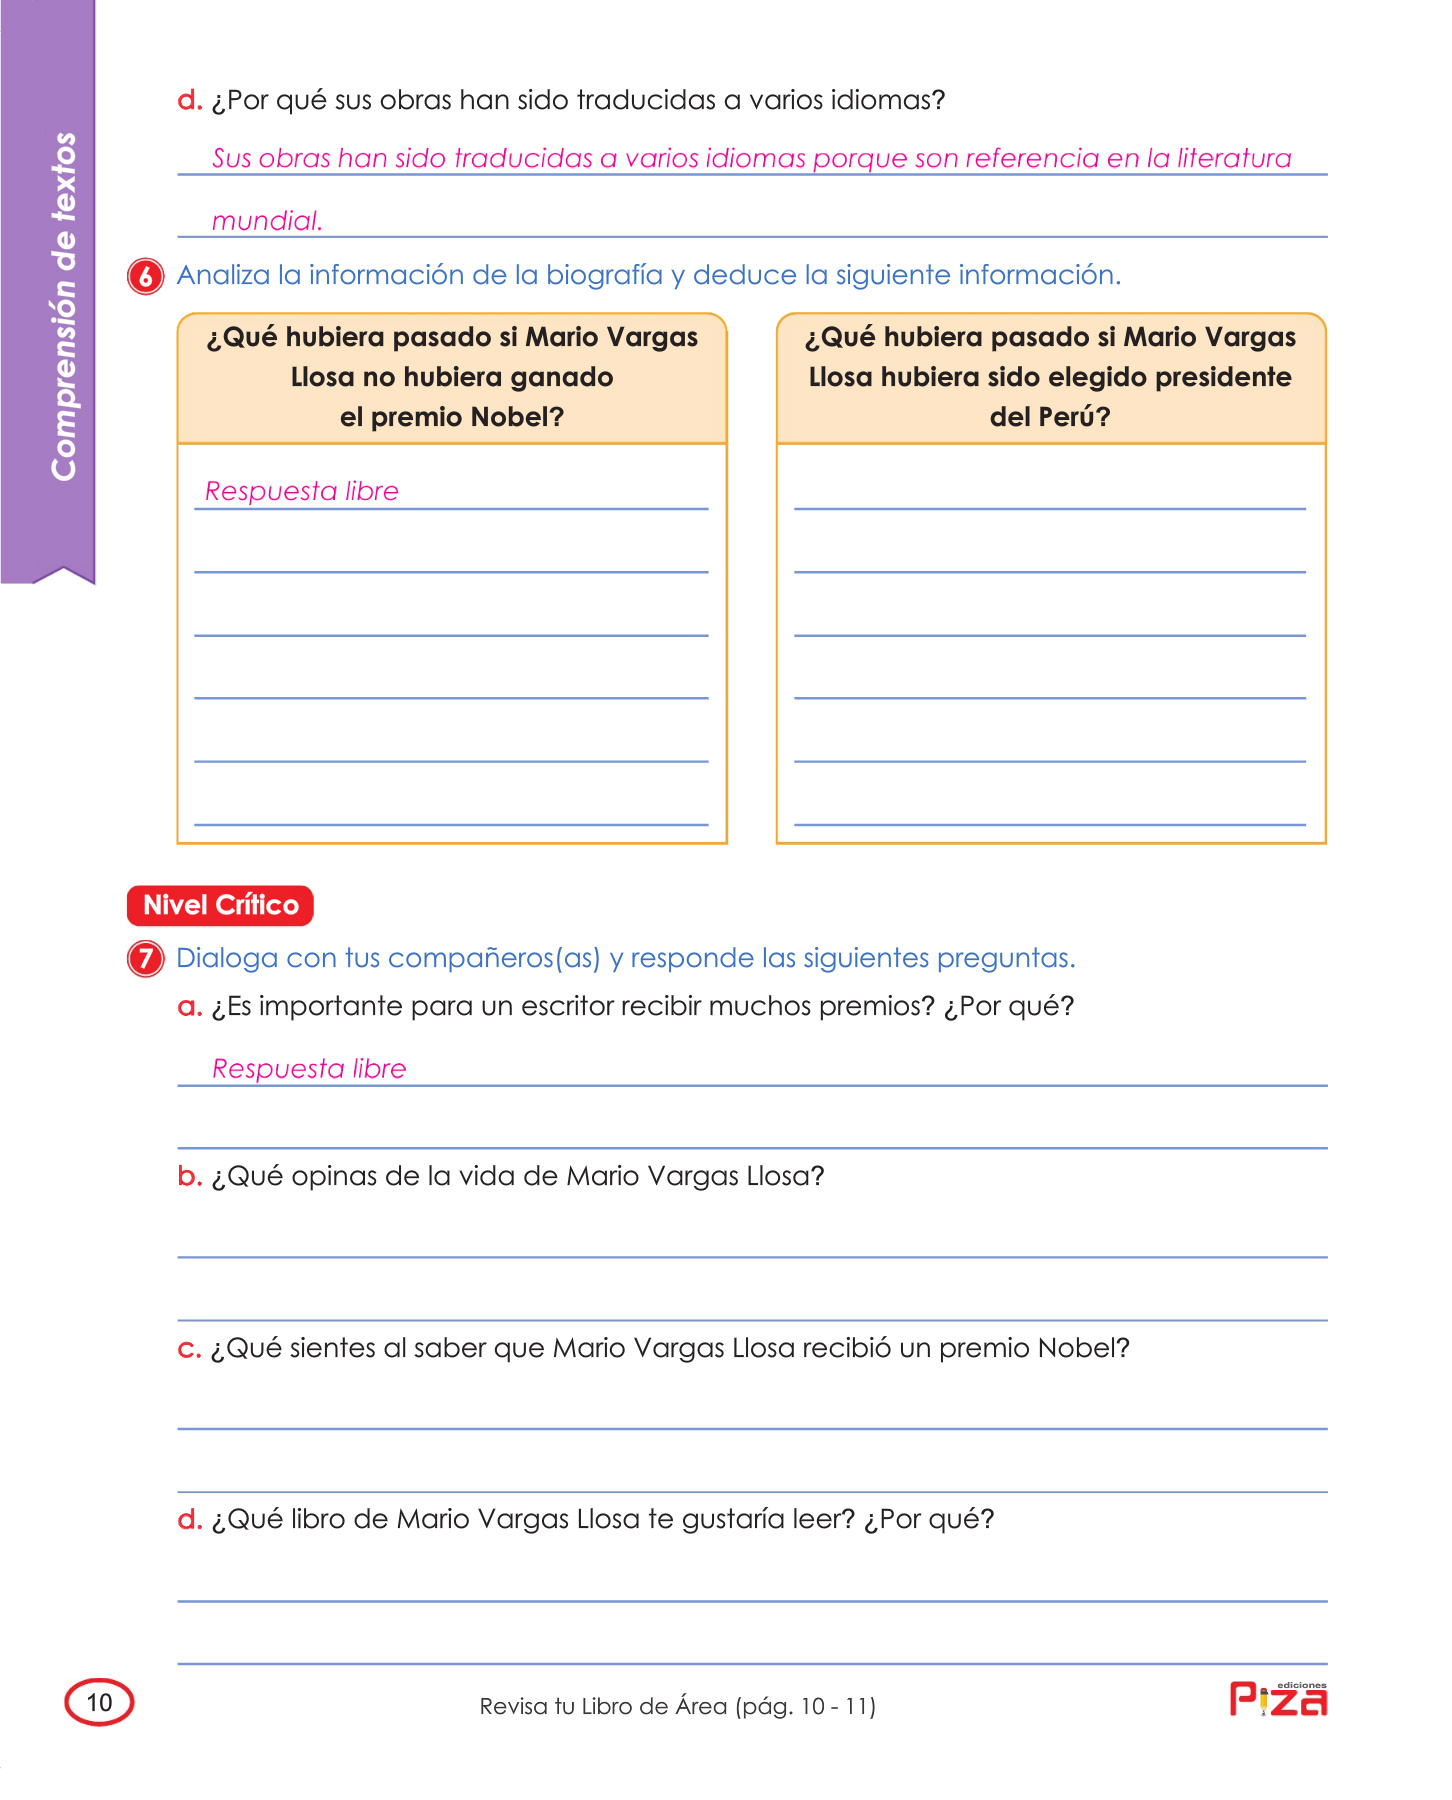 Comprensión de textos
d. ¿Por qué sus obras han sido traducidas a varios idiomas?
Sus obras han sido traducidas a varios idiomas porque son referencia en la literatura
mundial.
6 Analiza la información de la biografía y deduce la siguiente información.
¿Qué hubiera pasado si Mario Vargas
Llosa no hubiera ganado
el premio Nobel?
Respuesta libre
¿Qué hubiera pasado si Mario Vargas
Llosa hubiera sido elegido presidente
del Perú?
Nivel Crítico
7 Dialoga con tus compañeros(as) y responde las siguientes preguntas.
a. ¿Es importante para un escritor recibir muchos premios? ¿Por qué?
Respuesta libre
b. ¿Qué opinas de la vida de Mario Vargas Llosa?
c. ¿Qué sientes al saber que Mario Vargas Llosa recibió un premio Nobel?
d. ¿Qué libro de Mario Vargas Llosa te gustaría leer? ¿Por qué?
10
Revisa tu Libro de Área (pág. 10 - 11)
ediciones
Piza